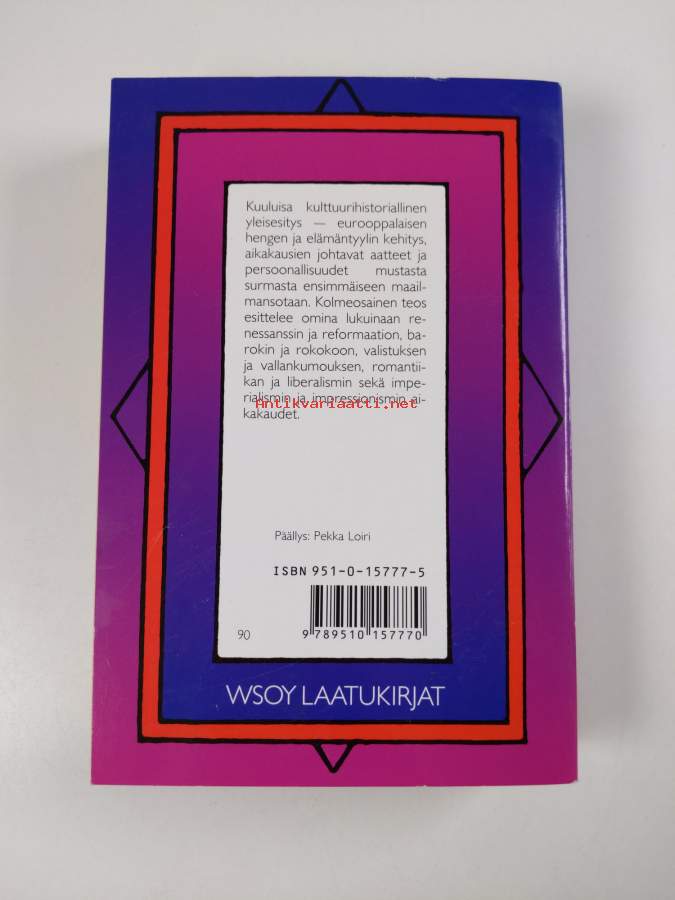 Kuuluisa kulttuurihistoriallinen
yleisesitys — eurooppalaisen
hengen ja elämäntyylin kehitys,
aikakausien johtavat aatteet ja
persoonallisuudet mustasta
surmasta ensimmäiseen maail-
mansotaan. Kolmeosainen teos
esittelee omina lukuinaan re-
nessanssin ja reformaation, ba-
rokin ja rokokoon, valistuksen
ja vallankumouksen, romantii-
kan ja liberalismin sekä impe-
rialismin ja impressionismin ai-
antikvariaatti.net
kakaudet.
Päällys: Pekka Loiri
ISBN 951-0-15777-5
90
9 789510 157770
WSOY LAATUKIRJAT